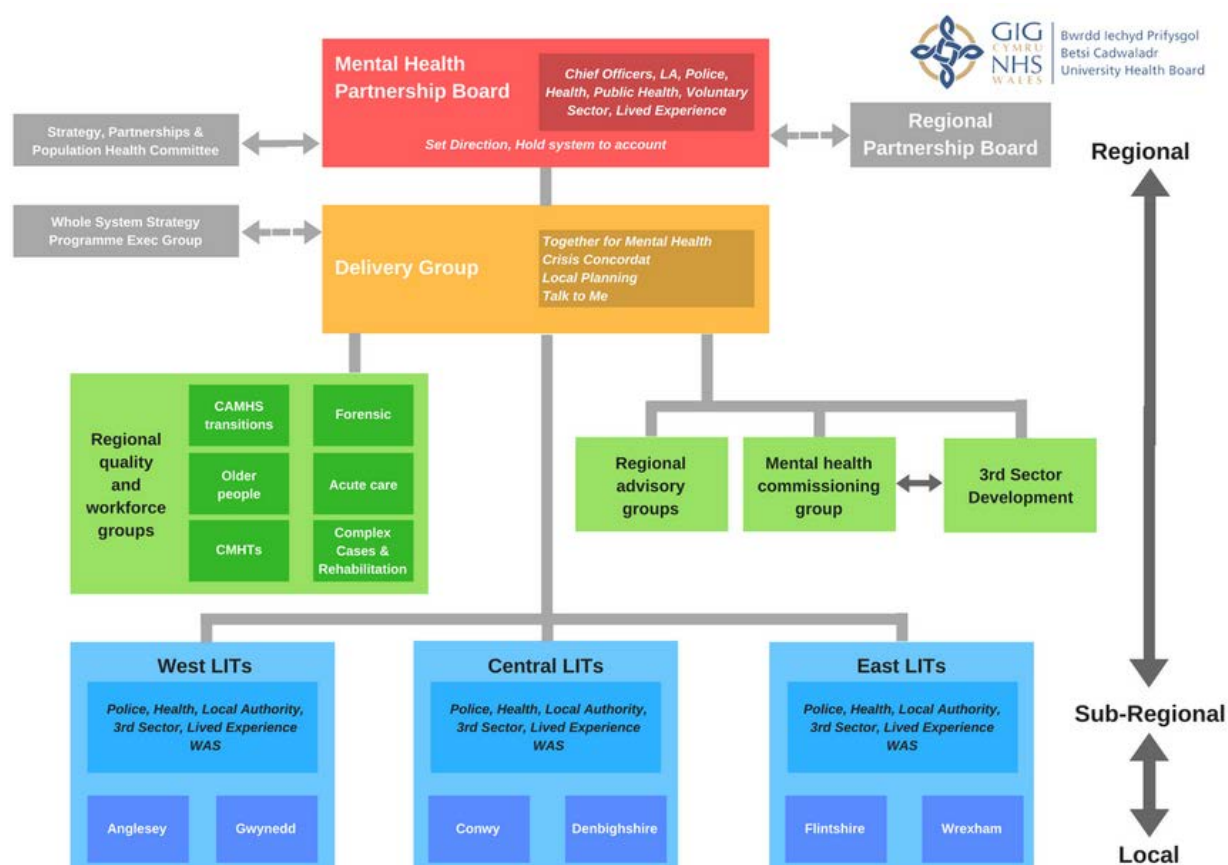 GIG
CYMRU
NHS
WALES
Bwrdd Iechyd Prifysgol
Betsi Cadwaladr
University Health Board
Mental Health
Partnership Board
Chief Officers, LA, Police,
Health, Public Health, Voluntary
Sector, Lived Experience
Set Direction, Hold system to account
Strategy, Partnerships &
Population Health Committee
Regional
Partnership Board
Regional
Whole System Strategy
Programme Exec Group
Delivery Group
Together for Mental Health
Crisis Concordat
Local Planning
Talk to Me
Regional
quality
and
workforce
groups
CAMHS
transitions
Forensic
Older
people
Acute care
CMHTs
Complex
Cases &
Rehabilitation
Regional
advisory
groups
Mental health
commissioning
group
3rd Sector
Development
West LITs
Police, Health, Local Authority,
3rd Sector, Lived Experience
WAS
Anglesey
Gwynedd
Central LITs
Police, Health, Local Authority,
3rd Sector, Lived Experience
WAS
Conwy
Denbighshire
East LITs
Police, Health, Local Authority,
3rd Sector, Lived Experience
WAS
Flintshire
Wrexham
Sub-Regional
Local